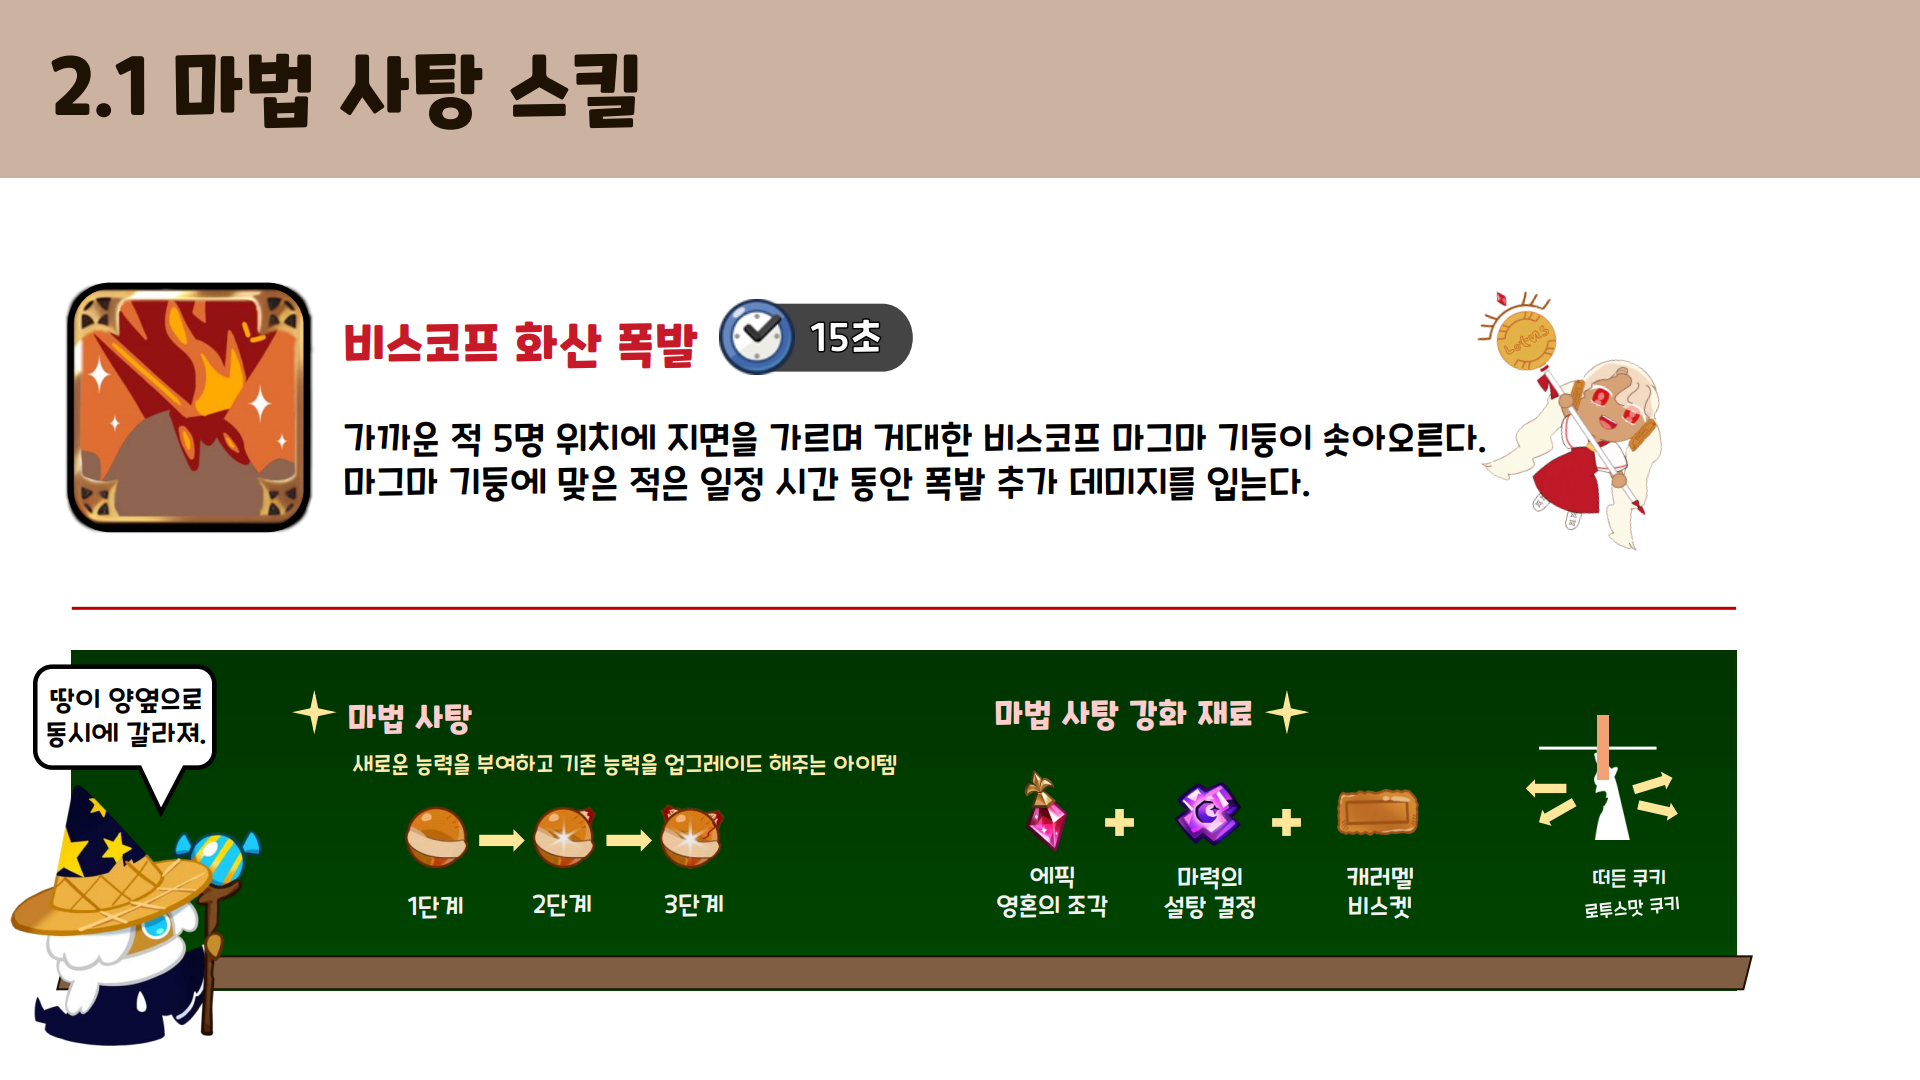 2.1 마법 사탕 스킬
비스코프 화산 폭발
15초
가까운 적 5명 위치에 지면을 가르며 거대한 비스코프 마그마 기둥이 솟아오른다.
마그마 기둥에 맞은 적은 일정 시간 동안 폭발 추가 데미지를 입는다.
땅이 양옆으로
동시에 갈라져.
마법 사탕
새로운 능력을 부여하고 기존 능력을 업그레이드 해주는 아이템
1단계
2단계
3단계
마법 사탕 강화 재료
에픽
영혼의 조각
마력의
설탕 결정
캐러멜
비스켓
떠든 쿠키
로투스맛 쿠키